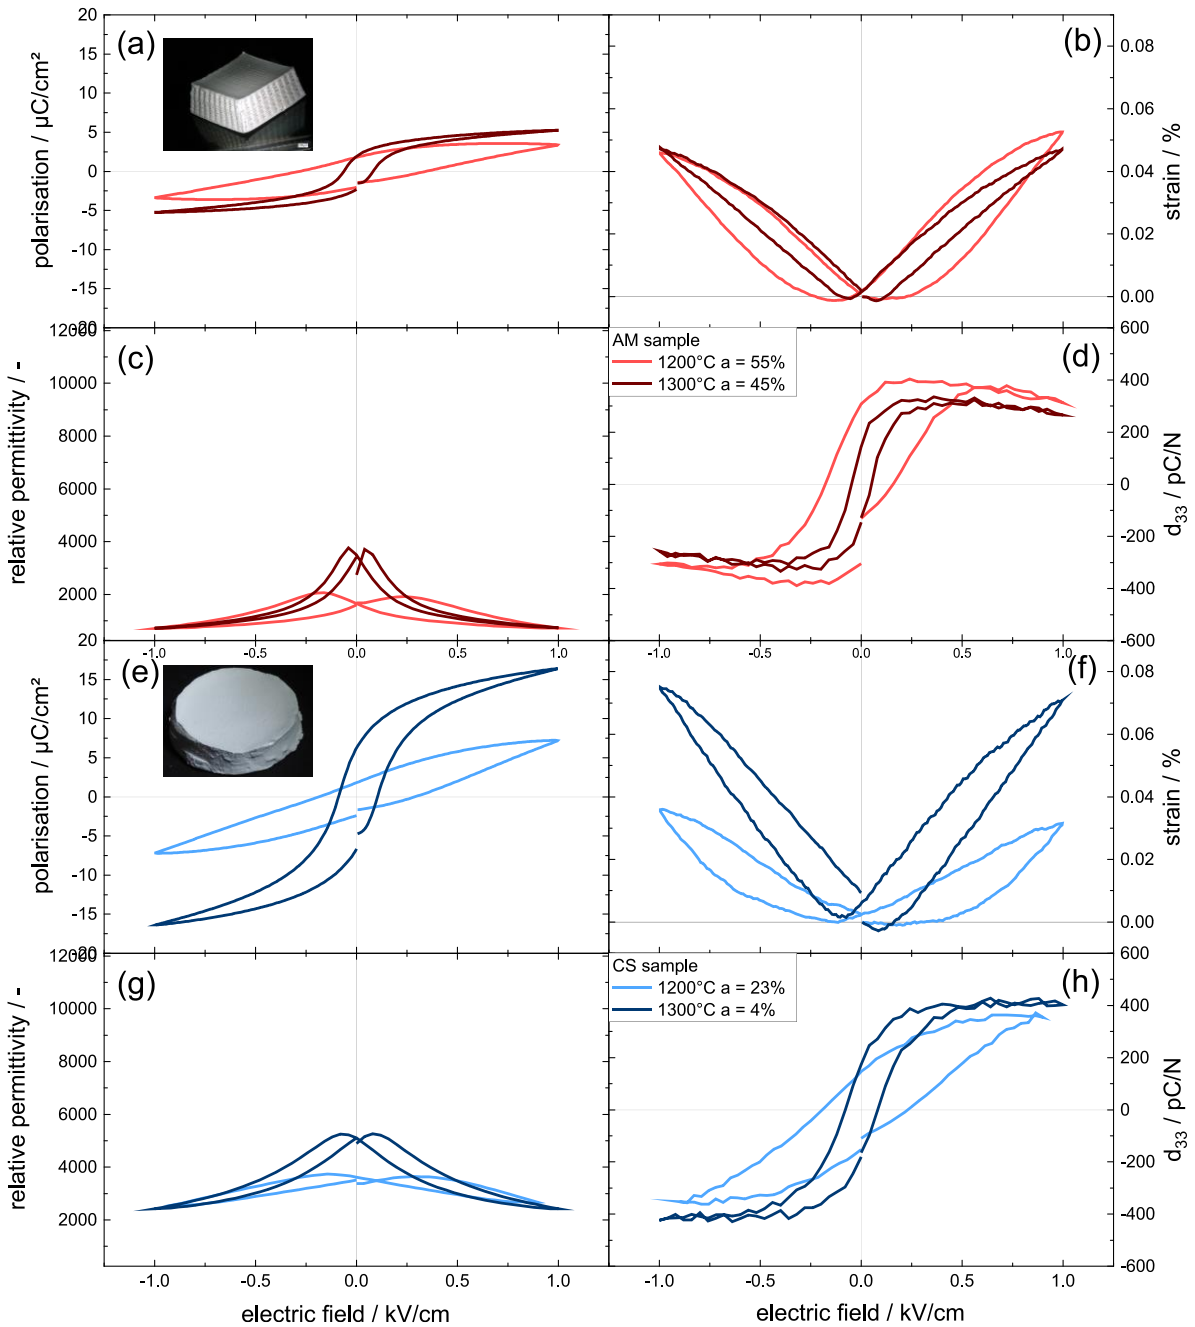 (a)
20
15
10
5
0
-5
-10
-15
-20
polarisation / µC/cm²
(b)
0.08
0.06
0.04
0.02
0.00
strain / %
(c)
12000
10000
8000
6000
4000
2000
relative permittivity / -
-1.0 -0.5 0.0 0.5 1.0
(d)
AM sample
1200°C a = 55%
1300°C a = 45%
600
400
200
0
-200
-400
-600
d33 / pC/N
-1.0 -0.5 0.0 0.5 1.0
(e)
20
15
10
5
0
-5
-10
-15
-20
polarisation / µC/cm²
(f)
0.08
0.06
0.04
0.02
0.00
strain / %
(g)
12000
10000
8000
6000
4000
2000
relative permittivity / -
-1.0 -0.5 0.0 0.5 1.0
electric field / kV/cm
(h)
CS sample
1200°C a = 23%
1300°C a = 4%
600
400
200
0
-200
-400
-600
d33 / pC/N
-1.0 -0.5 0.0 0.5 1.0
electric field / kV/cm